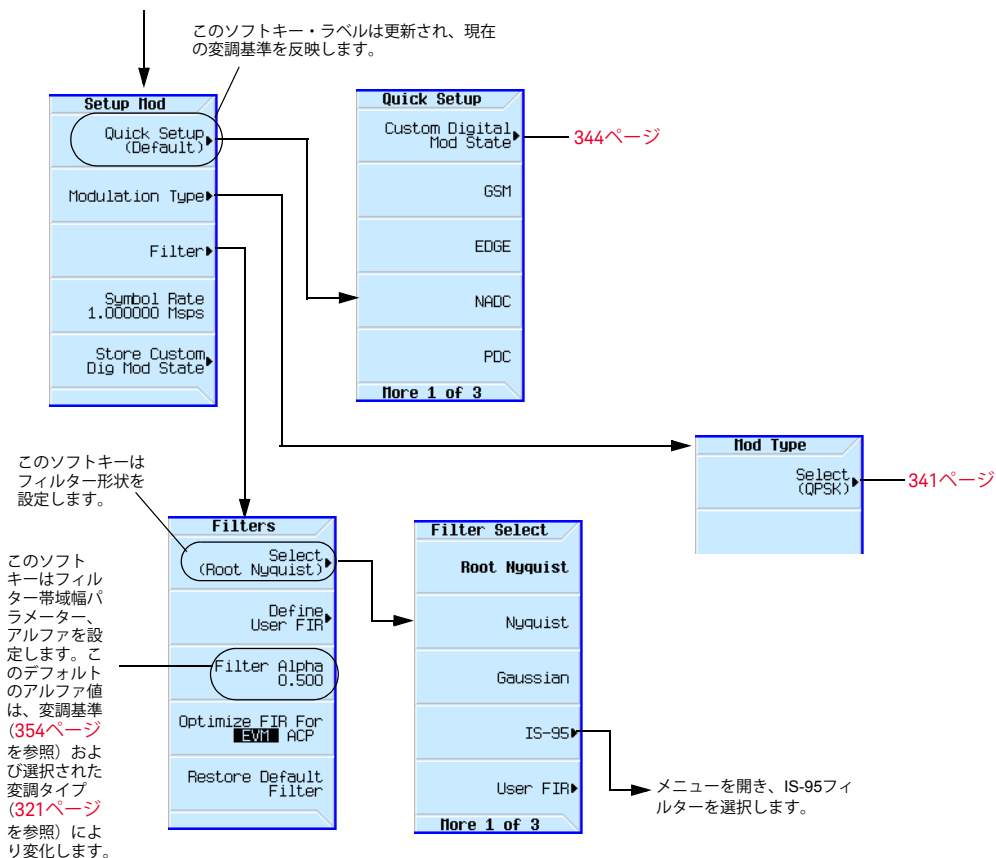 このソフトキー・ラベルは更新され、現在
の変調基準を反映します。
Setup Mod
Quick Setup
(Default)
Modulation Type
Filter
Symbol Rate
1.000000 Msps
Store Custom
Dig Mod State
Quick Setup
Custom Digital
Mod State
344ページ
GSM
EDGE
NADC
PDC
More 1 of 3
Mod Type
Select
(QPSK)
341ページ
このソフトキーは
フィルター形状を
設定します。
このソフト
キーはフィル
ター帯域幅パ
ラメーター、
アルファを設
定します。こ
のデフォルト
のアルファ値
は、変調基準
(354ページ
を参照）およ
び選択された
変調タイプ
(321ページ
を参照）によ
り変化します。
Filters
Select
(Root Nyquist)
Define
User FIR
Filter Alpha
0.500
Optimize FIR For
EVM ACP
Restore Default
Filter
Filter Select
Root Nyquist
Nyquist
Gaussian
IS-95
User FIR
More 1 of 3
メニューを開き、IS-95フィ
ルターを選択します。